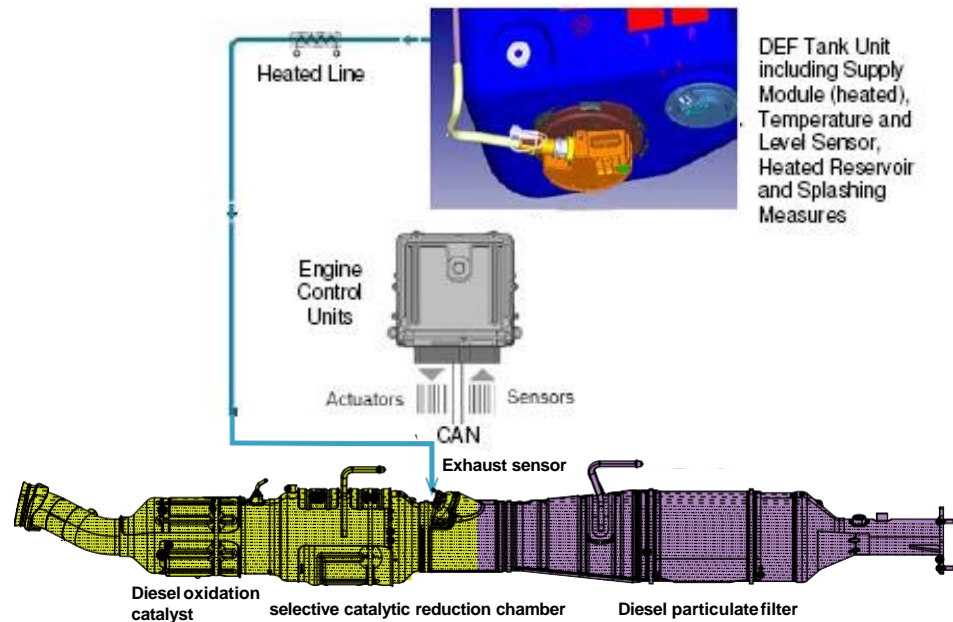 Heated Line
DEF Tank Unit
including Supply
Module (heated),
Temperature and
Level Sensor,
Heated Reservoir
and Splashing
Measures
Engine
Control
Units
Actuators
Sensors
CAN
Exhaust sensor
Diesel oxidation
catalyst
selective catalytic reduction chamber
Diesel particulate filter